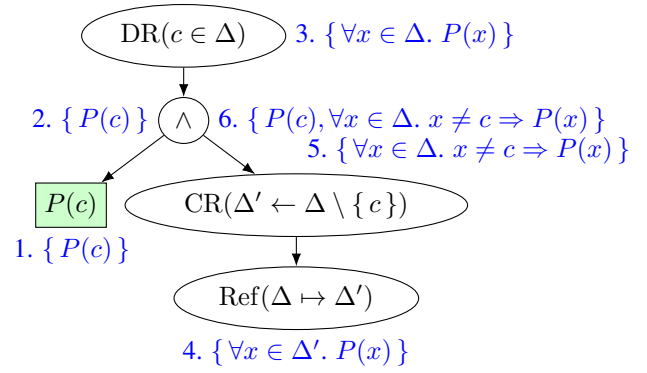 DR(c ∈ Δ) 3. { ∀x ∈ Δ. P(x) }
2. { P(c) } ∧ 6. { P(c), ∀x ∈ Δ. x ≠ c ⇒ P(x) }
5. { ∀x ∈ Δ. x ≠ c ⇒ P(x) }
P(c) CR(Δ′ ← Δ \ { c })
1. { P(c) }
Ref(Δ ↦ Δ′)
4. { ∀x ∈ Δ′. P(x) }